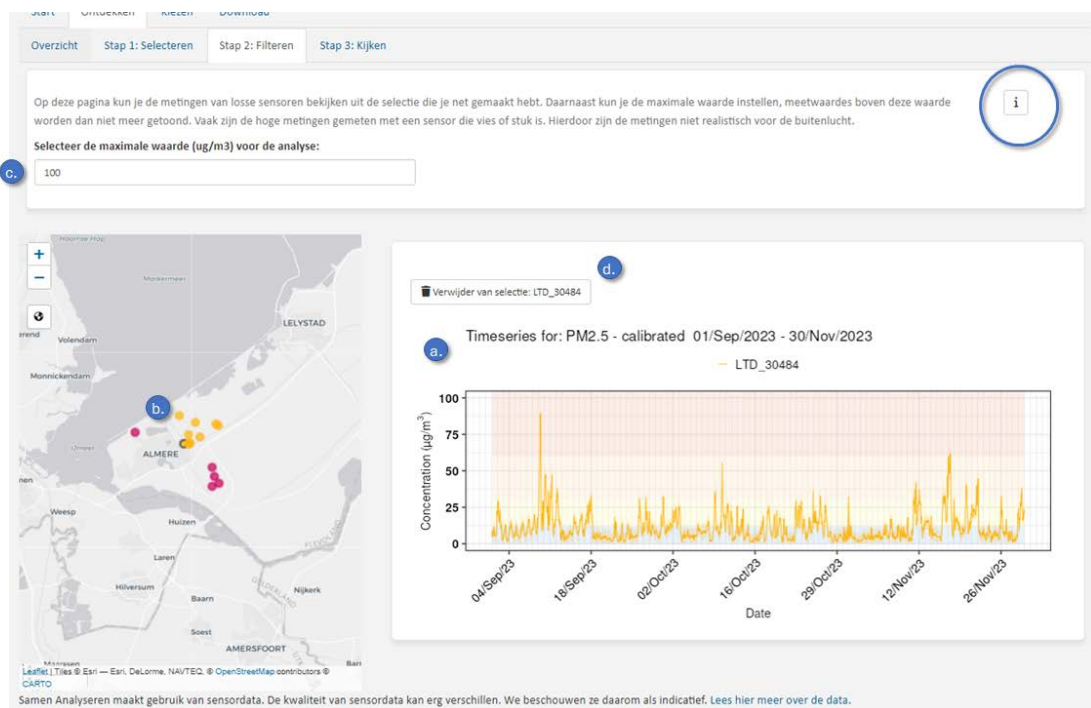 Start Ontdekken Kiezen Download
Overzicht Stap 1: Selecteren Stap 2: Filteren Stap 3: Kijken
Op deze pagina kun je de metingen van losse sensoren bekijken uit de selectie die je net gemaakt hebt. Daarnaast kun je de maximale waarde instellen, meetwaardes boven deze waarde
worden dan niet meer getoond. Vaak zijn de hoge metingen gemeten met een sensor die vies of stuk is. Hierdoor zijn de metingen niet realistisch voor de buitenlucht.
i
Selecteer de maximale waarde (ug/m3) voor de analyse:
c.
100
+
−
Markermeer
LELYSTAD
Volendam
Monnickendam
b.
ALMERE
Weesp
Huizen
Laren
Hilversum
Baarn
Nijkerk
FLEVOLAND
GELDERLAND
Soest
AMERSFOORT
Maarssen
Leaflet | Tiles © Esri — Esri, DeLorme, NAVTEQ, © OpenStreetMap contributors ©
CARTO
d.
Verwijder van selectie: LTD_30484
a.
Timeseries for: PM2.5 - calibrated 01/Sep/2023 - 30/Nov/2023
LTD_30484
Concentration (μg/m³)
100
75
50
25
0
04/Sep/23 18/Sep/23 02/Oct/23 16/Oct/23 29/Oct/23 12/Nov/23 26/Nov/23
Date
Samen Analyseren maakt gebruik van sensordata. De kwaliteit van sensordata kan erg verschillen. We beschouwen ze daarom als indicatief. Lees hier meer over de data.